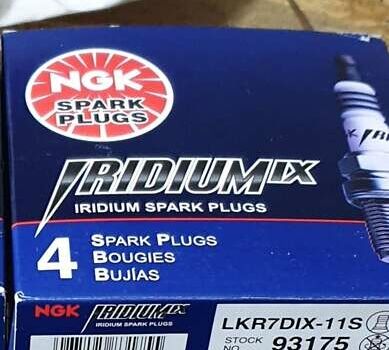 NGK
SPARK
PLUGS
IRIDIUM IX
IRIDIUM SPARK PLUGS
4 SPARK PLUGS
BOUGIES
BUJÍAS
NGK IRIDIUM IX
IRIDIUM SPARK PLUGS
LKR7DIX-11S
STOCK NO. 93175